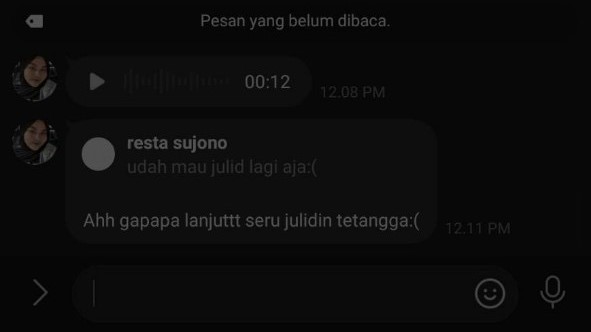 Pesan yang belum dibaca.
00:12
12.08 PM
resta sujono
udah mau julid lagi aja:(
Ahh gapapa lanjuttt seru julidin tetangga:(
12.11 PM